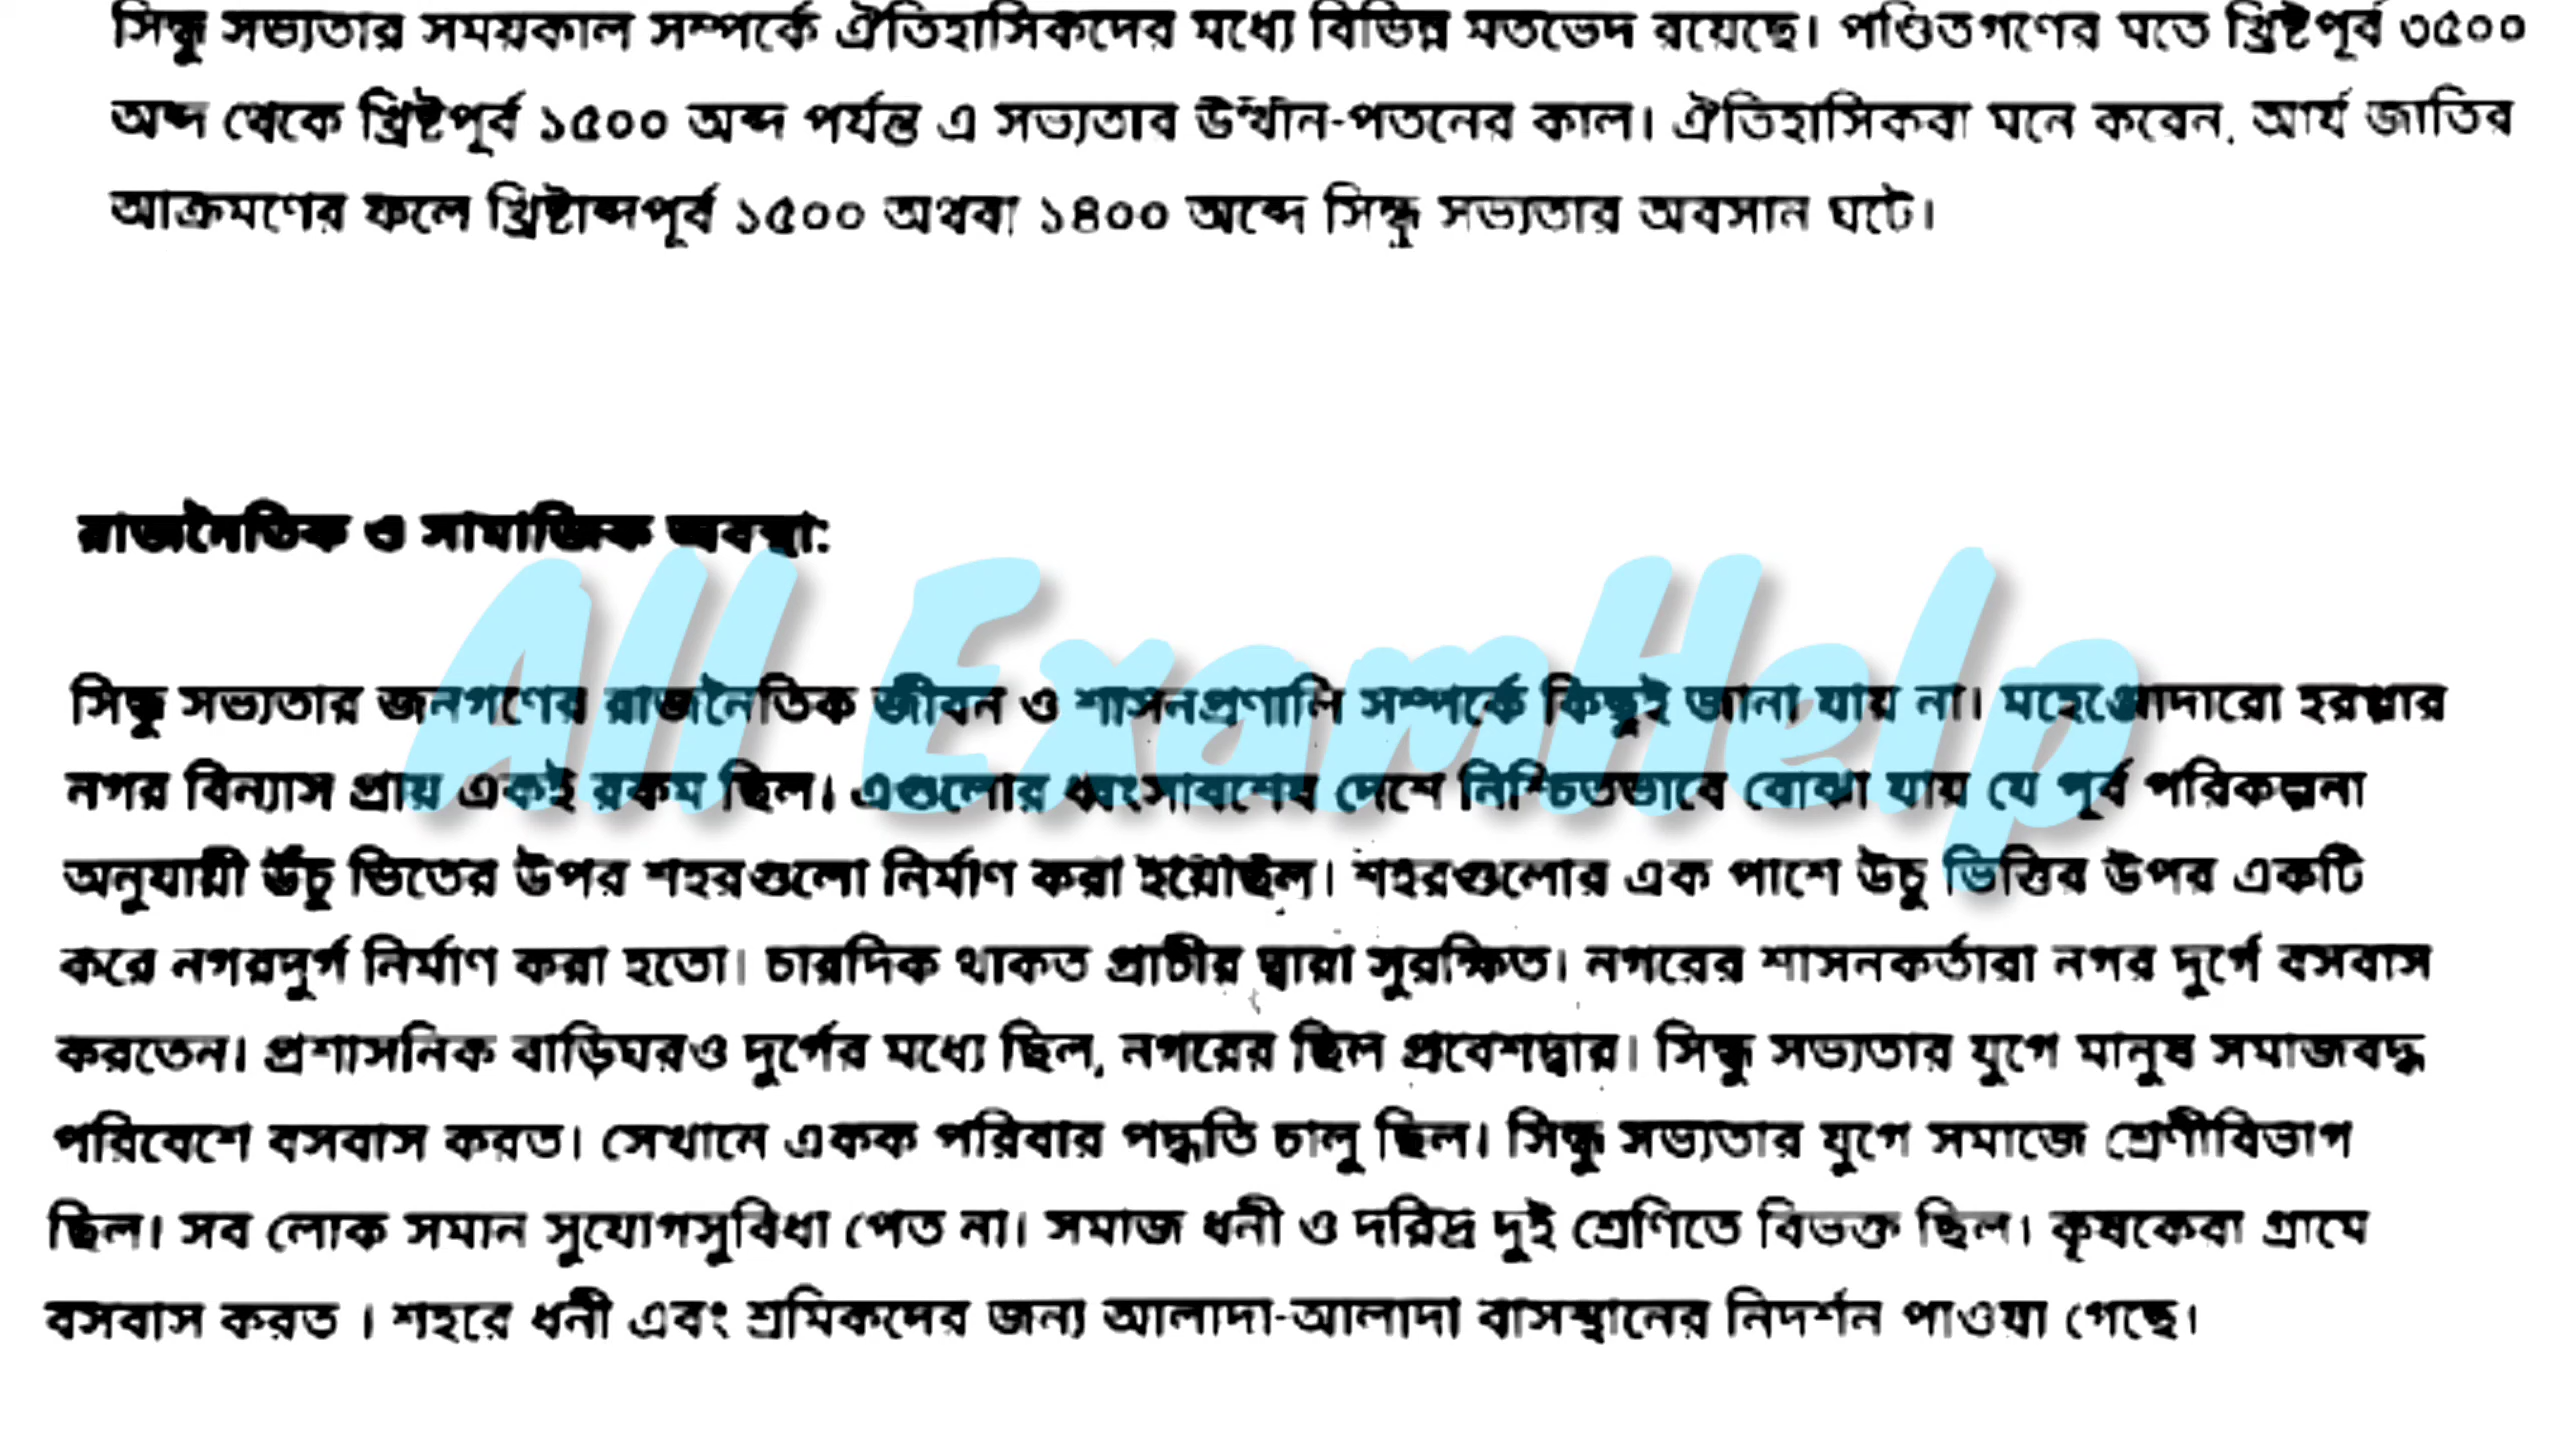 সিন্ধু সভ্যতার সময়কাল সম্পর্কে ঐতিহাসিকদের মধ্যে বিভিন্ন মতভেদ রয়েছে। পণ্ডিতগণের মতে খ্রিষ্টপূর্ব ৩৫০০
অব্দ থেকে খ্রিষ্টপূর্ব ১৫০০ অব্দ পর্যন্ত এ সভ্যতার উত্থান-পতনের কাল। ঐতিহাসিকরা মনে করেন, আর্য জাতির
আক্রমণের ফলে খ্রিষ্টাব্দপূর্ব ১৫০০ অথবা ১৪০০ অব্দে সিন্ধু সভ্যতার অবসান ঘটে।
রাজনৈতিক ও সামাজিক অবস্থা:
All ExamHelp
সিন্ধু সভ্যতার জনগণের রাজনৈতিক জীবন ও শাসনপ্রণালি সম্পর্কে কিছুই জানা যায় না। মহেঞ্জোদারো হরপ্পার
নগর বিন্যাস প্রায় একই রকম ছিল। এগুলোর ধ্বংসাবশেষ দেশে নিশ্চিতভাবে বোঝা যায় যে পূর্ব পরিকল্পনা
অনুযায়ী উঁচু ভিতের উপর শহরগুলো নির্মাণ করা হয়েছিল। শহরগুলোর এক পাশে উঁচু ভিত্তির উপর একটি
করে নগরদুর্গ নির্মাণ করা হতো। চারদিক থাকত প্রাচীর দ্বারা সুরক্ষিত। নগরের শাসনকর্তারা নগর দুর্গে বসবাস
করতেন। প্রশাসনিক বাড়িঘরও দুর্গের মধ্যে ছিল, নগরের ছিল প্রবেশদ্বার। সিন্ধু সভ্যতার যুগে মানুষ সমাজবদ্ধ
পরিবেশে বসবাস করত। সেখানে একক পরিবার পদ্ধতি চালু ছিল। সিন্ধু সভ্যতার যুগে সমাজে শ্রেণীবিভাগ
ছিল। সব লোক সমান সুযোগসুবিধা পেত না। সমাজ ধনী ও দরিদ্র দুই শ্রেণিতে বিভক্ত ছিল। কৃষকেরা গ্রামে
বসবাস করত । শহরে ধনী এবং শ্রমিকদের জন্য আলাদা-আলাদা বাসস্থানের নিদর্শন পাওয়া গেছে।